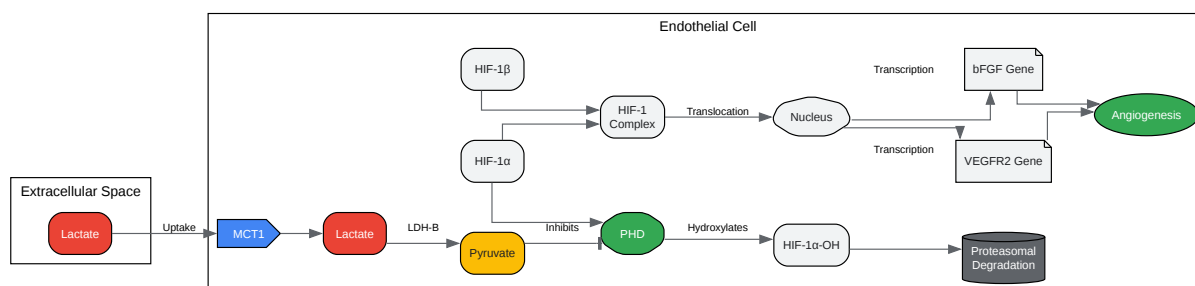 Endothelial Cell
HIF-1β
Transcription
bFGF Gene
HIF-1
Complex
Translocation
Nucleus
Angiogenesis
HIF-1α
Transcription
VEGFR2 Gene
Extracellular Space
Lactate
Uptake
MCT1
Lactate
LDH-B
Pyruvate
Inhibits
PHD
Hydroxylates
HIF-1α-OH
Proteasomal
Degradation